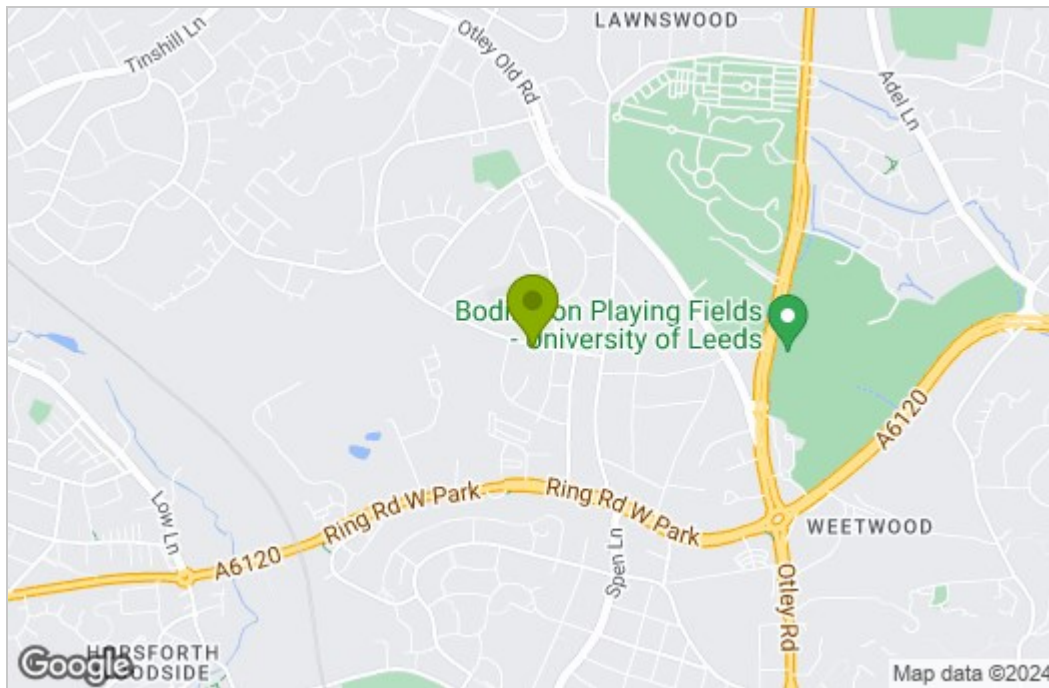 LAWNSWOOD
Otley Old Rd
Tinshill Ln
Adel Ln
Playing Fields
- University of Leeds
A6120
Ring Rd W Park
Ring Rd W Park
Low Ln
A6120
WEETWOOD
Spen Ln
Otley Rd
Google
Map data ©2024